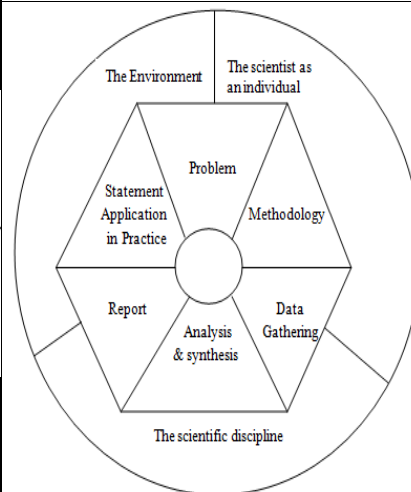 The Environment
The scientist as
an individual
Problem
Statement
Application
in Practice
Methodology
Report
Data
Gathering
Analysis
& synthesis
The scientific discipline